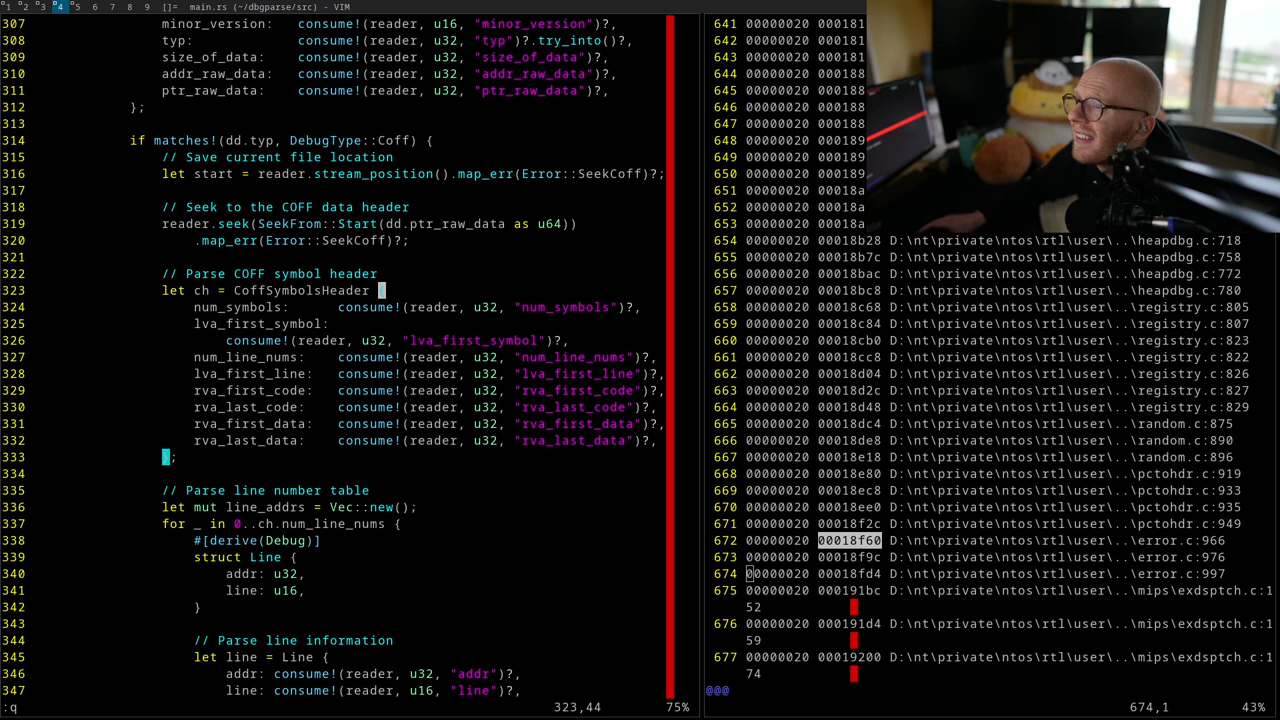 1 2 3 4 5 6 7 8 9 []= main.rs (~/dbgparse/src) - VIM
307 minor_version: consume!(reader, u16, "minor_version")?,
308 typ: consume!(reader, u32, "typ")?.try_into()?,
309 size_of_data: consume!(reader, u32, "size_of_data")?,
310 addr_raw_data: consume!(reader, u32, "addr_raw_data")?,
311 ptr_raw_data: consume!(reader, u32, "ptr_raw_data")?,
312 };
313
314 if matches!(dd.typ, DebugType::Coff) {
315 // Save current file location
316 let start = reader.stream_position().map_err(Error::SeekCoff)?;
317
318 // Seek to the COFF data header
319 reader.seek(SeekFrom::Start(dd.ptr_raw_data as u64))
320 .map_err(Error::SeekCoff)?;
321
322 // Parse COFF symbol header
323 let ch = CoffSymbolsHeader {
324 num_symbols: consume!(reader, u32, "num_symbols")?,
325 lva_first_symbol:
326 consume!(reader, u32, "lva_first_symbol")?,
327 num_line_nums: consume!(reader, u32, "num_line_nums")?,
328 lva_first_line: consume!(reader, u32, "lva_first_line")?,
329 rva_first_code: consume!(reader, u32, "rva_first_code")?,
330 rva_last_code: consume!(reader, u32, "rva_last_code")?,
331 rva_first_data: consume!(reader, u32, "rva_first_data")?,
332 rva_last_data: consume!(reader, u32, "rva_last_data")?,
333 };
334
335 // Parse line number table
336 let mut line_addrs = Vec::new();
337 for _ in 0..ch.num_line_nums {
338 #[derive(Debug)]
339 struct Line {
340 addr: u32,
341 line: u16,
342 }
343
344 // Parse line information
345 let line = Line {
346 addr: consume!(reader, u32, "addr")?,
347 line: consume!(reader, u16, "line")?,
:q 323,44 75%
641 00000020 000181
642 00000020 000181
643 00000020 000181
644 00000020 000188
645 00000020 000188
646 00000020 000188
647 00000020 000188
648 00000020 000189
649 00000020 000189
650 00000020 000189
651 00000020 00018a
652 00000020 00018a
653 00000020 00018a
654 00000020 00018b28 D:\nt\private\ntos\rtl\user\..\heapdbg.c:718
655 00000020 00018b7c D:\nt\private\ntos\rtl\user\..\heapdbg.c:758
656 00000020 00018bac D:\nt\private\ntos\rtl\user\..\heapdbg.c:772
657 00000020 00018bc8 D:\nt\private\ntos\rtl\user\..\heapdbg.c:780
658 00000020 00018c68 D:\nt\private\ntos\rtl\user\..\registry.c:805
659 00000020 00018c84 D:\nt\private\ntos\rtl\user\..\registry.c:807
660 00000020 00018cb0 D:\nt\private\ntos\rtl\user\..\registry.c:823
661 00000020 00018cc8 D:\nt\private\ntos\rtl\user\..\registry.c:822
662 00000020 00018d04 D:\nt\private\ntos\rtl\user\..\registry.c:826
663 00000020 00018d2c D:\nt\private\ntos\rtl\user\..\registry.c:827
664 00000020 00018d48 D:\nt\private\ntos\rtl\user\..\registry.c:829
665 00000020 00018dc4 D:\nt\private\ntos\rtl\user\..\random.c:875
666 00000020 00018de8 D:\nt\private\ntos\rtl\user\..\random.c:890
667 00000020 00018e18 D:\nt\private\ntos\rtl\user\..\random.c:896
668 00000020 00018e80 D:\nt\private\ntos\rtl\user\..\pctohdr.c:919
669 00000020 00018ec8 D:\nt\private\ntos\rtl\user\..\pctohdr.c:933
670 00000020 00018ee0 D:\nt\private\ntos\rtl\user\..\pctohdr.c:935
671 00000020 00018f2c D:\nt\private\ntos\rtl\user\..\pctohdr.c:949
672 00000020 00018f60 D:\nt\private\ntos\rtl\user\..\error.c:966
673 00000020 00018f9c D:\nt\private\ntos\rtl\user\..\error.c:976
674 00000020 00018fd4 D:\nt\private\ntos\rtl\user\..\error.c:997
675 00000020 000191bc D:\nt\private\ntos\rtl\user\..\mips\exdsptch.c:1
52
676 00000020 000191d4 D:\nt\private\ntos\rtl\user\..\mips\exdsptch.c:1
59
677 00000020 00019200 D:\nt\private\ntos\rtl\user\..\mips\exdsptch.c:1
74
@@@
674,1 43%